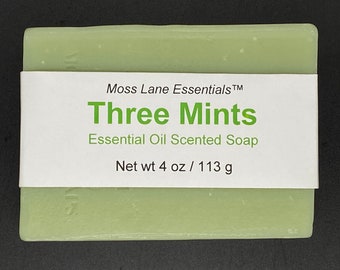 Moss Lane Essentials™
Three Mints
Essential Oil Scented Soap
Net wt 4 oz / 113 g